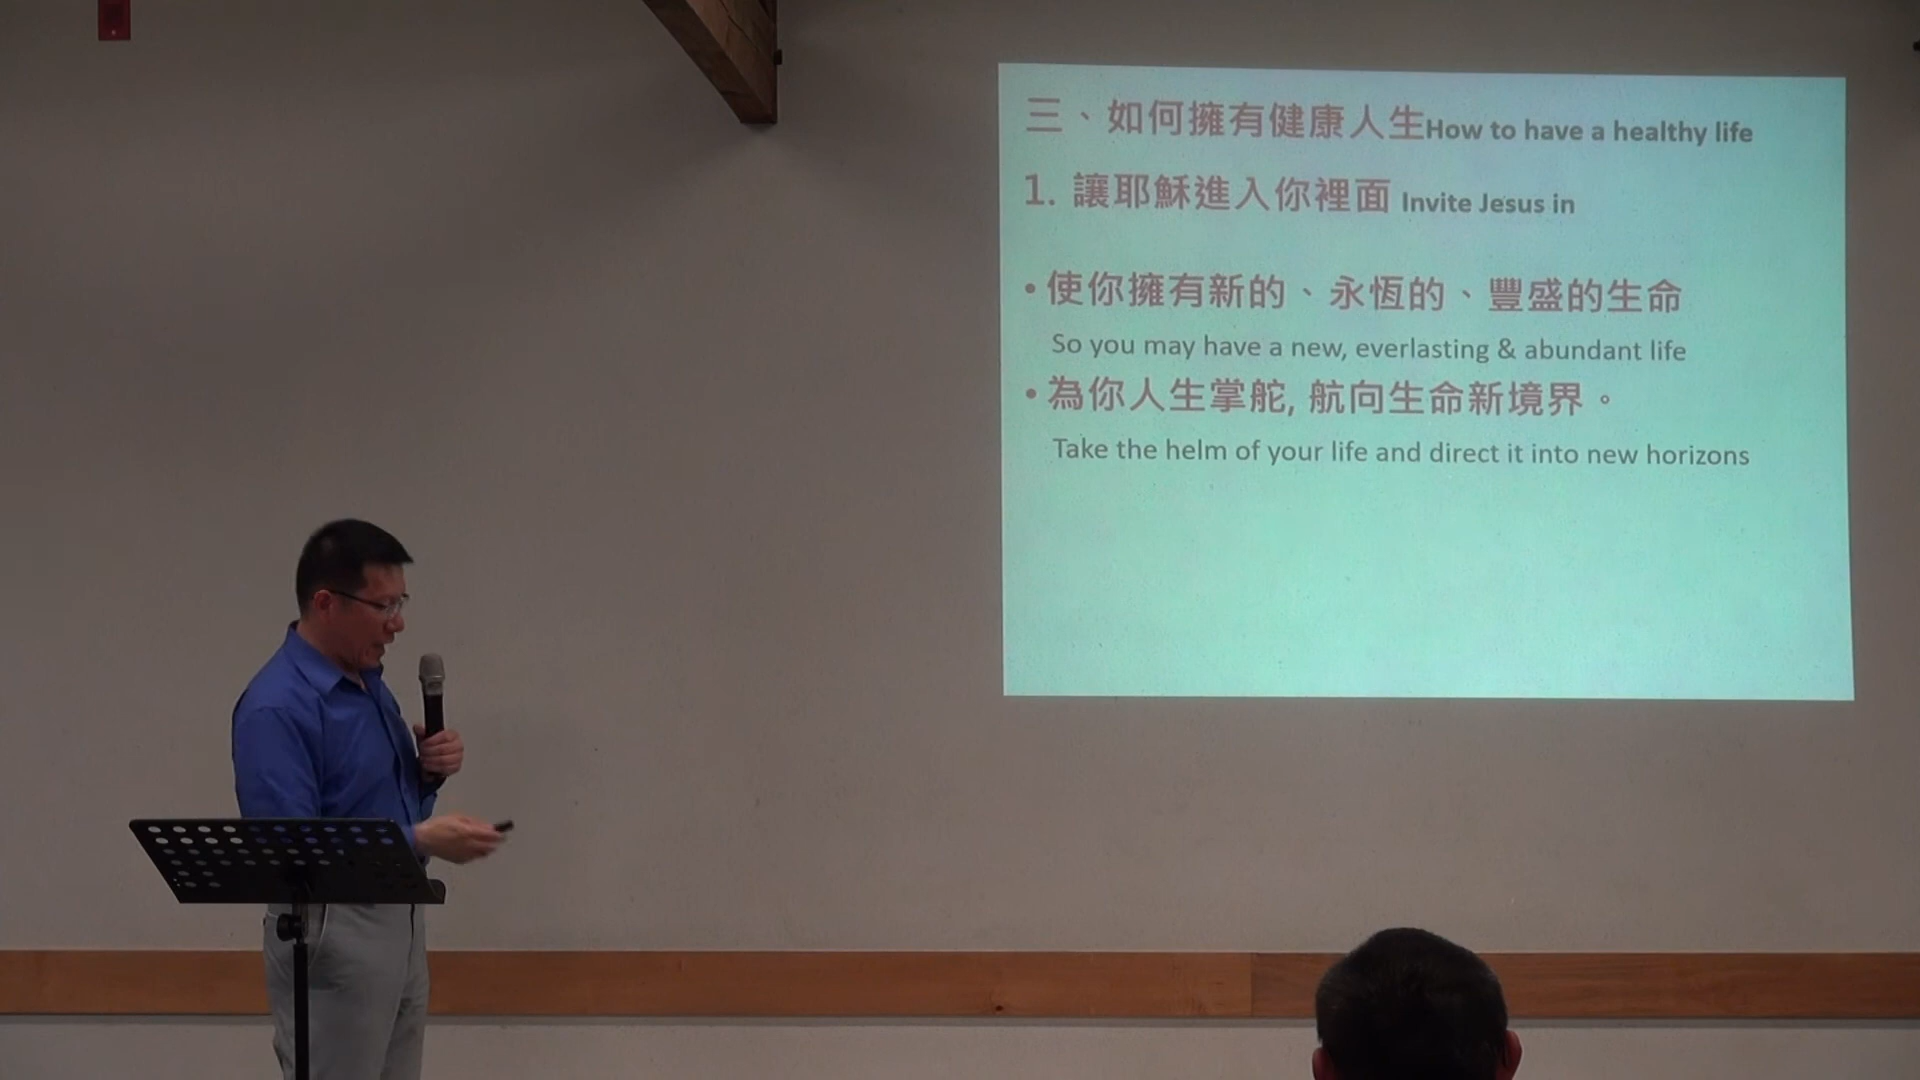 三、如何擁有健康人生How to have a healthy life
1. 讓耶穌進入你裡面 Invite Jesus in
• 使你擁有新的、永恆的、豐盛的生命
So you may have a new, everlasting & abundant life
• 為你人生掌舵, 航向生命新境界。
Take the helm of your life and direct it into new horizons